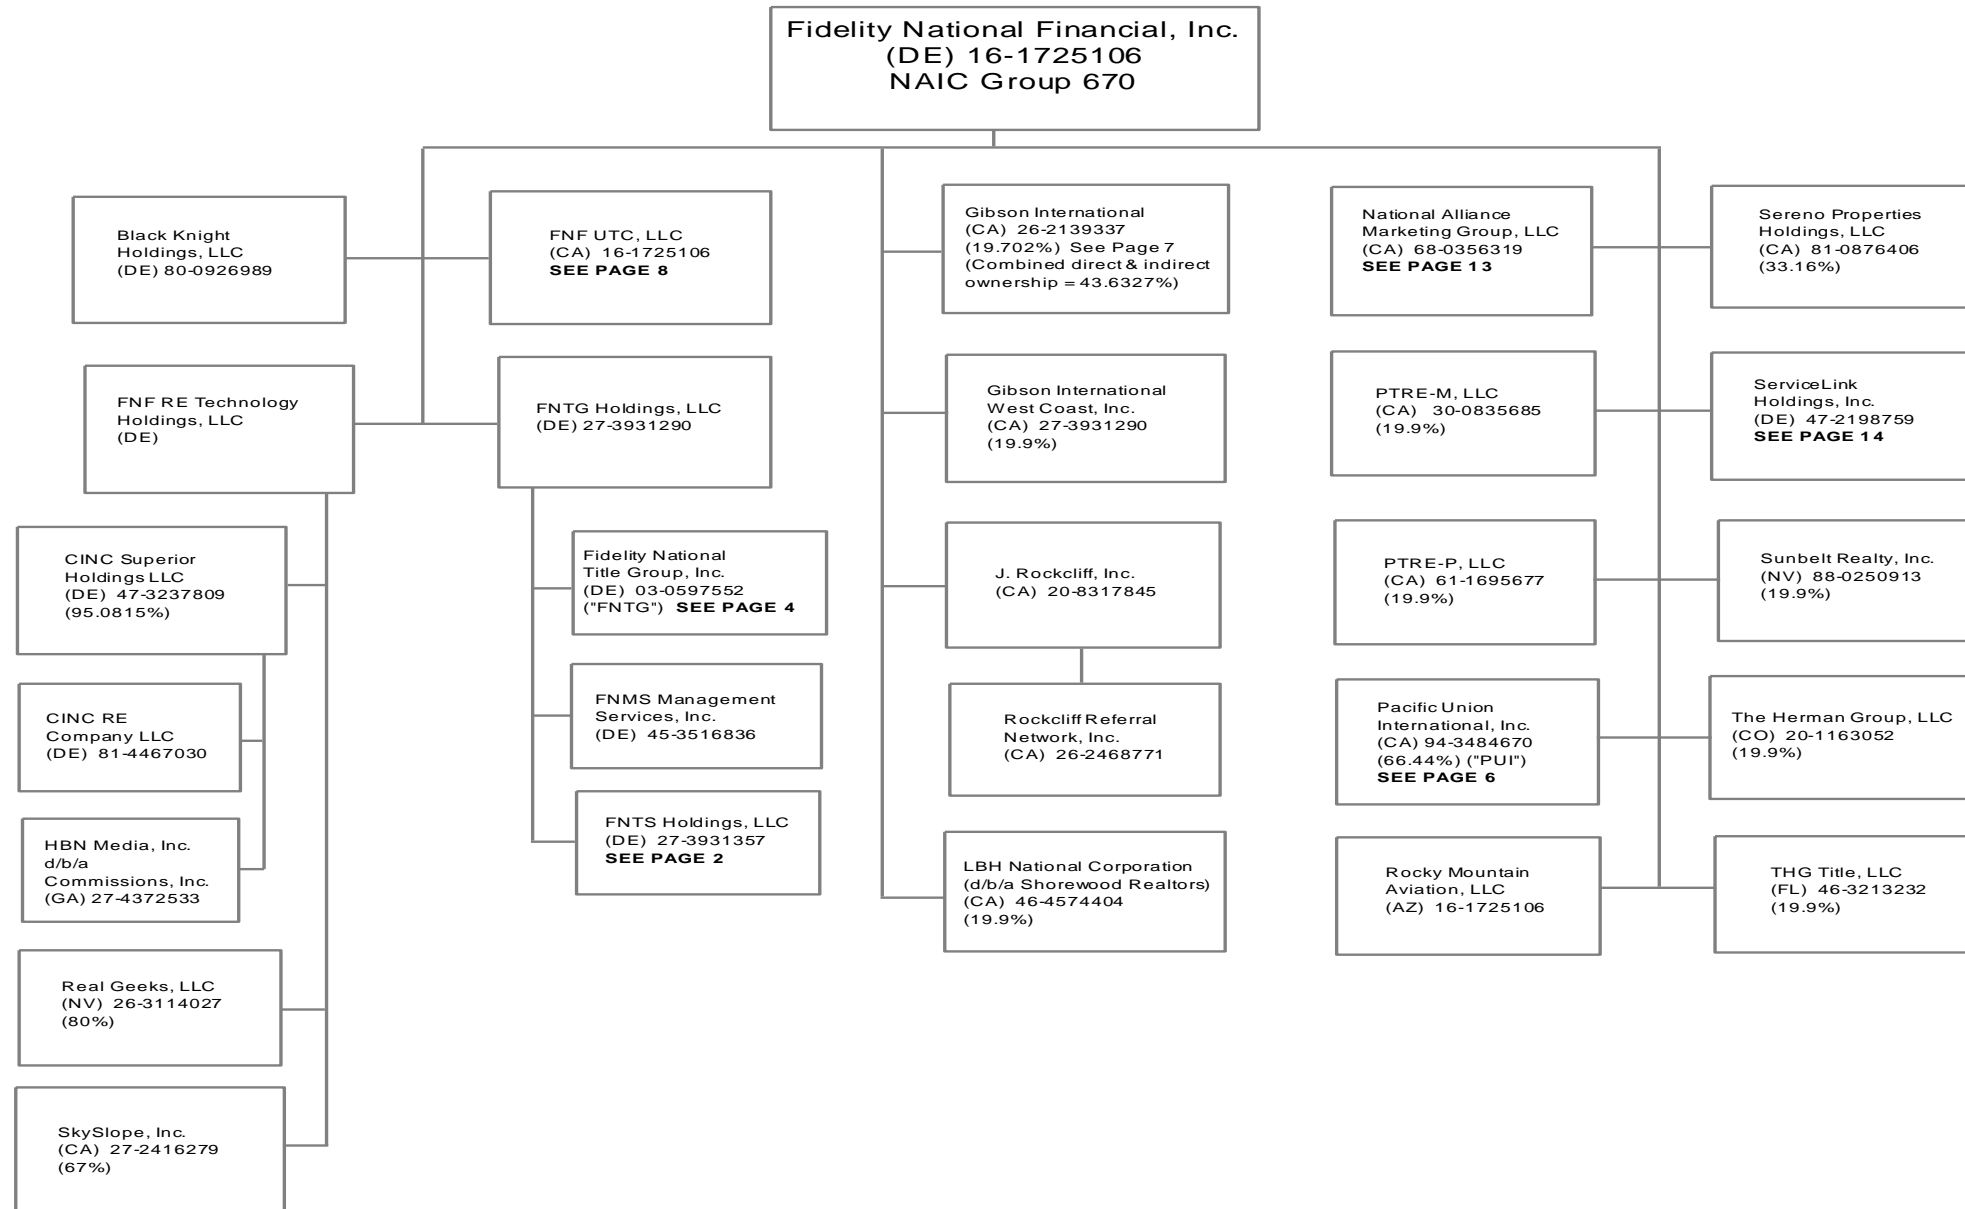 Fidelity National Financial, Inc.
(DE) 16-1725106
NAIC Group 670
Black Knight
Holdings, LLC
(DE) 80-0926989
FNF UTC, LLC
(CA) 16-1725106
SEE PAGE 8
Gibson International
(CA) 26-2139337
(19.702%) See Page 7
(Combined direct & indirect
ownership = 43.6327%)
National Alliance
Marketing Group, LLC
(CA) 68-0356319
SEE PAGE 13
Sereno Properties
Holdings, LLC
(CA) 81-0876406
(33.16%)
FNF RE Technology
Holdings, LLC
(DE)
FNTG Holdings, LLC
(DE) 27-3931290
Gibson International
West Coast, Inc.
(CA) 27-3931290
(19.9%)
PTRE-M, LLC
(CA) 30-0835685
(19.9%)
ServiceLink
Holdings, Inc.
(DE) 47-2198759
SEE PAGE 14
CINC Superior
Holdings LLC
(DE) 47-3237809
(95.0815%)
Fidelity National
Title Group, Inc.
(DE) 03-0597552
("FNTG") SEE PAGE 4
J. Rockcliff, Inc.
(CA) 20-8317845
PTRE-P, LLC
(CA) 61-1695677
(19.9%)
Sunbelt Realty, Inc.
(NV) 88-0250913
(19.9%)
CINC RE
Company LLC
(DE) 81-4467030
FNMS Management
Services, Inc.
(DE) 45-3516836
Rockcliff Referral
Network, Inc.
(CA) 26-2468771
Pacific Union
International, Inc.
(CA) 94-3484670
(66.44%) ("PUI")
SEE PAGE 6
The Herman Group, LLC
(CO) 20-1163052
(19.9%)
HBN Media, Inc.
d/b/a
Commissions, Inc.
(GA) 27-4372533
FNTS Holdings, LLC
(DE) 27-3931357
SEE PAGE 2
LBH National Corporation
(d/b/a Shorewood Realtors)
(CA) 46-4574404
(19.9%)
Rocky Mountain
Aviation, LLC
(AZ) 16-1725106
THG Title, LLC
(FL) 46-3213232
(19.9%)
Real Geeks, LLC
(NV) 26-3114027
(80%)
SkySlope, Inc.
(CA) 27-2416279
(67%)